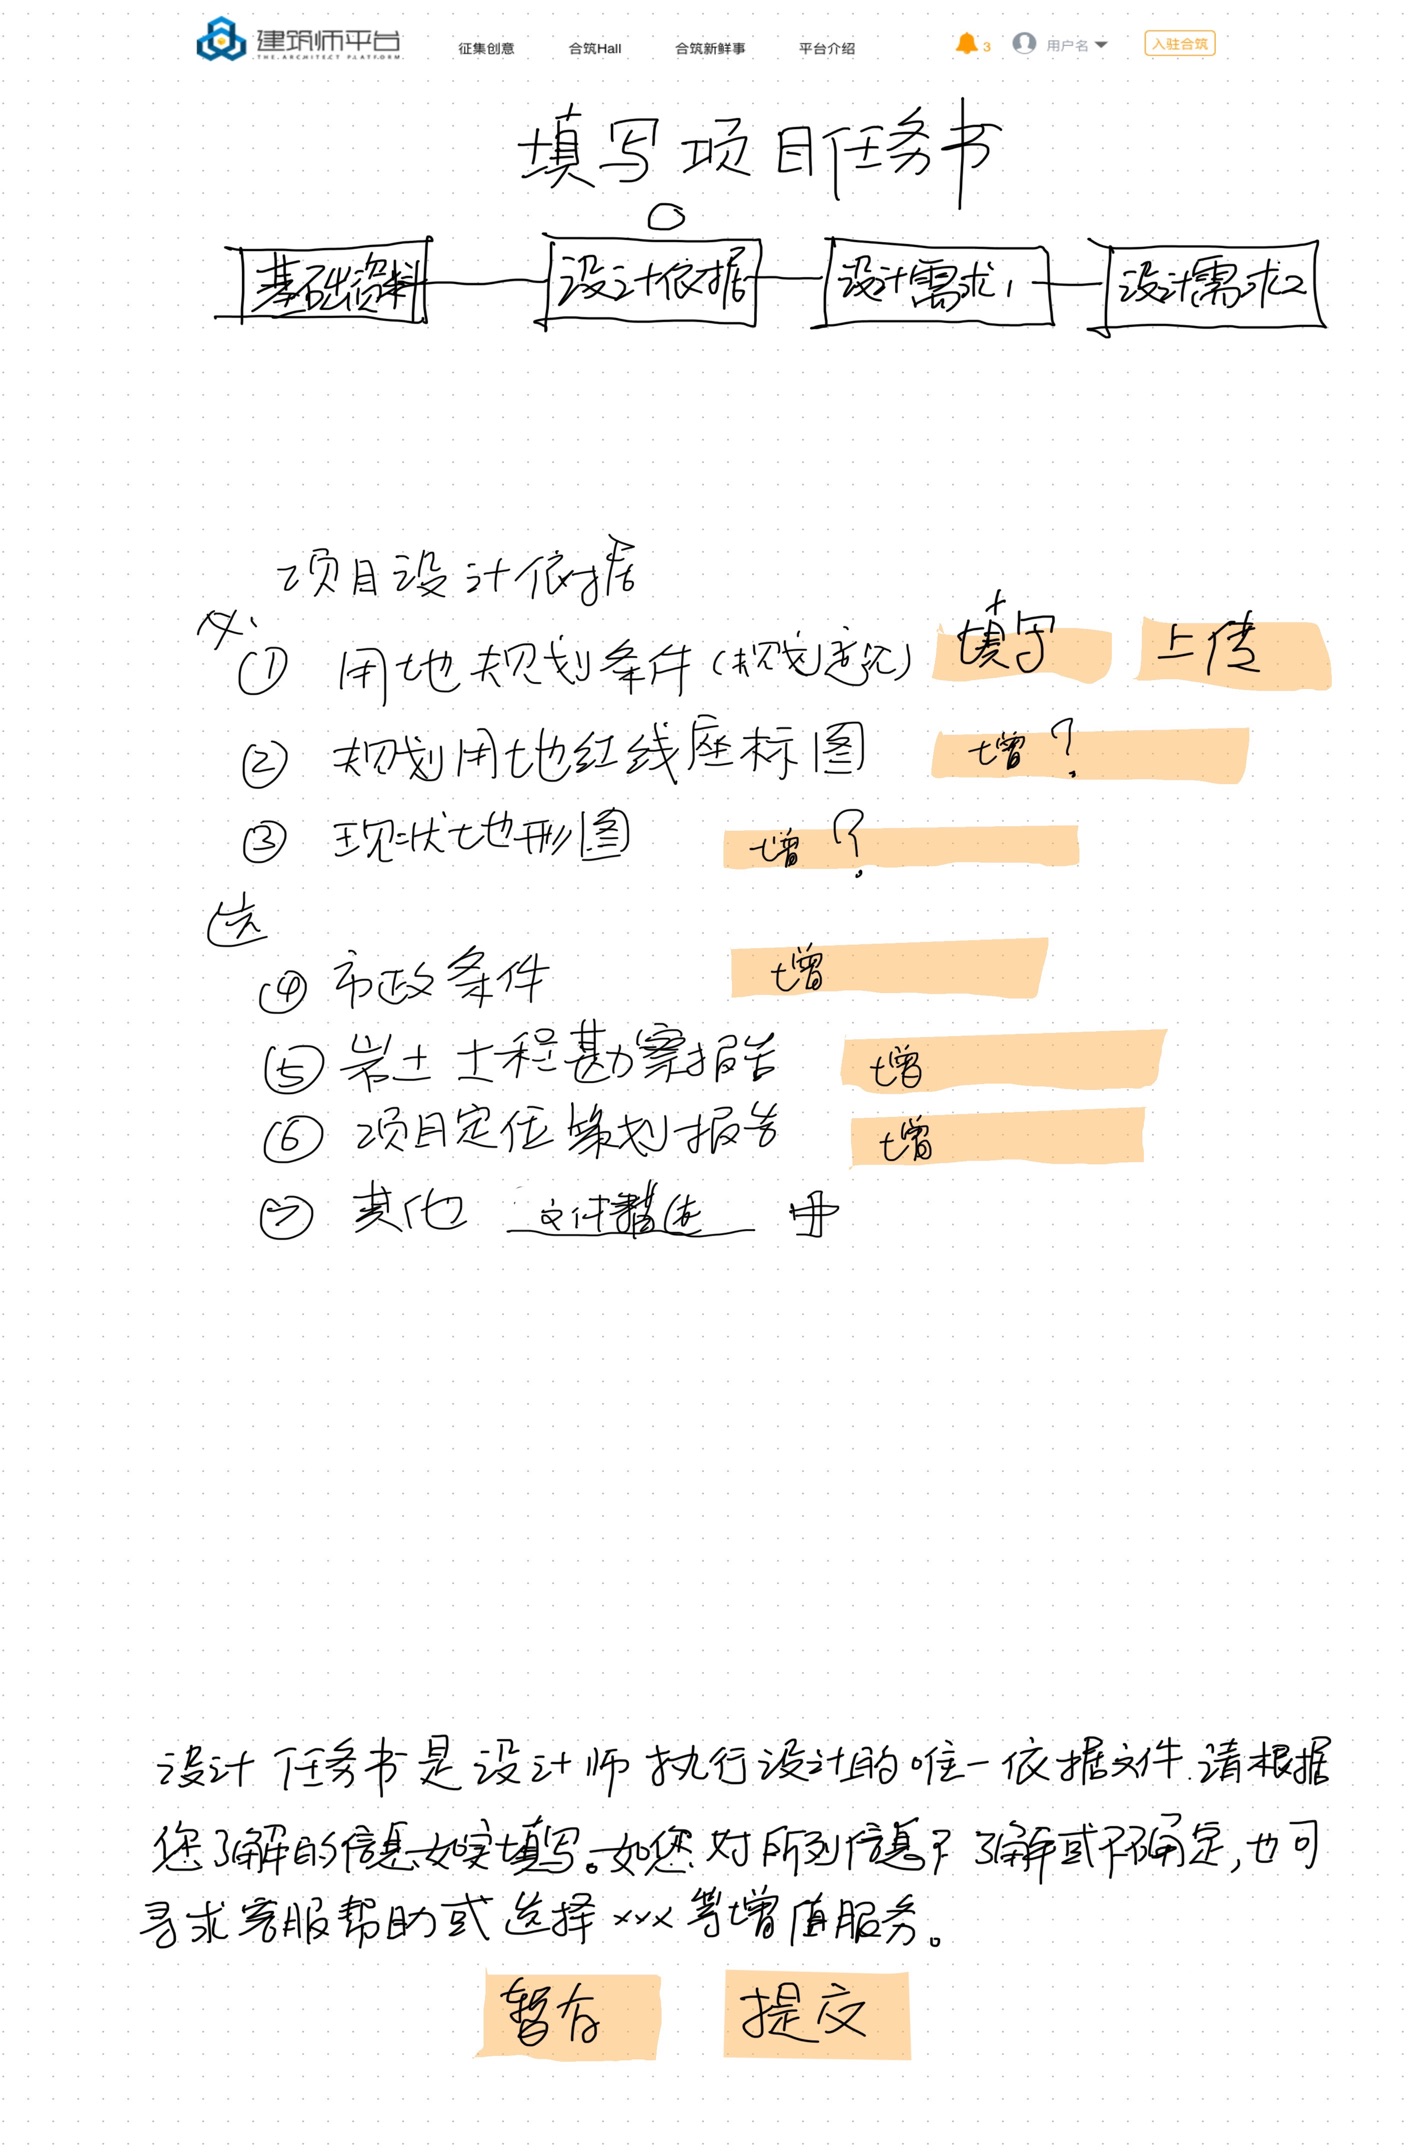 建筑师平台
THE ARCHITECT PLATFORM
征集创意 合筑Hall 合筑新鲜事 平台介绍 3 用户名 入驻合筑
填写项目任务书
基础资料 设计依据 设计需求1 设计需求2
项目设计依据
必
① 用地规划条件(规划意见) 填写 上传
② 规划用地红线座标图 增?
③ 现状地形图 增?
选
④ 市政条件 增
⑤ 岩土工程勘察报告 增
⑥ 项目定位策划报告 增
⑦ 其他 文件描述
设计任务书是设计师执行设计的唯一依据文件.请根据
您了解的信息如实填写。如您对所列信息不了解或不确定,也可
寻求客服帮助或选择xxx等增值服务。
暂存 提交